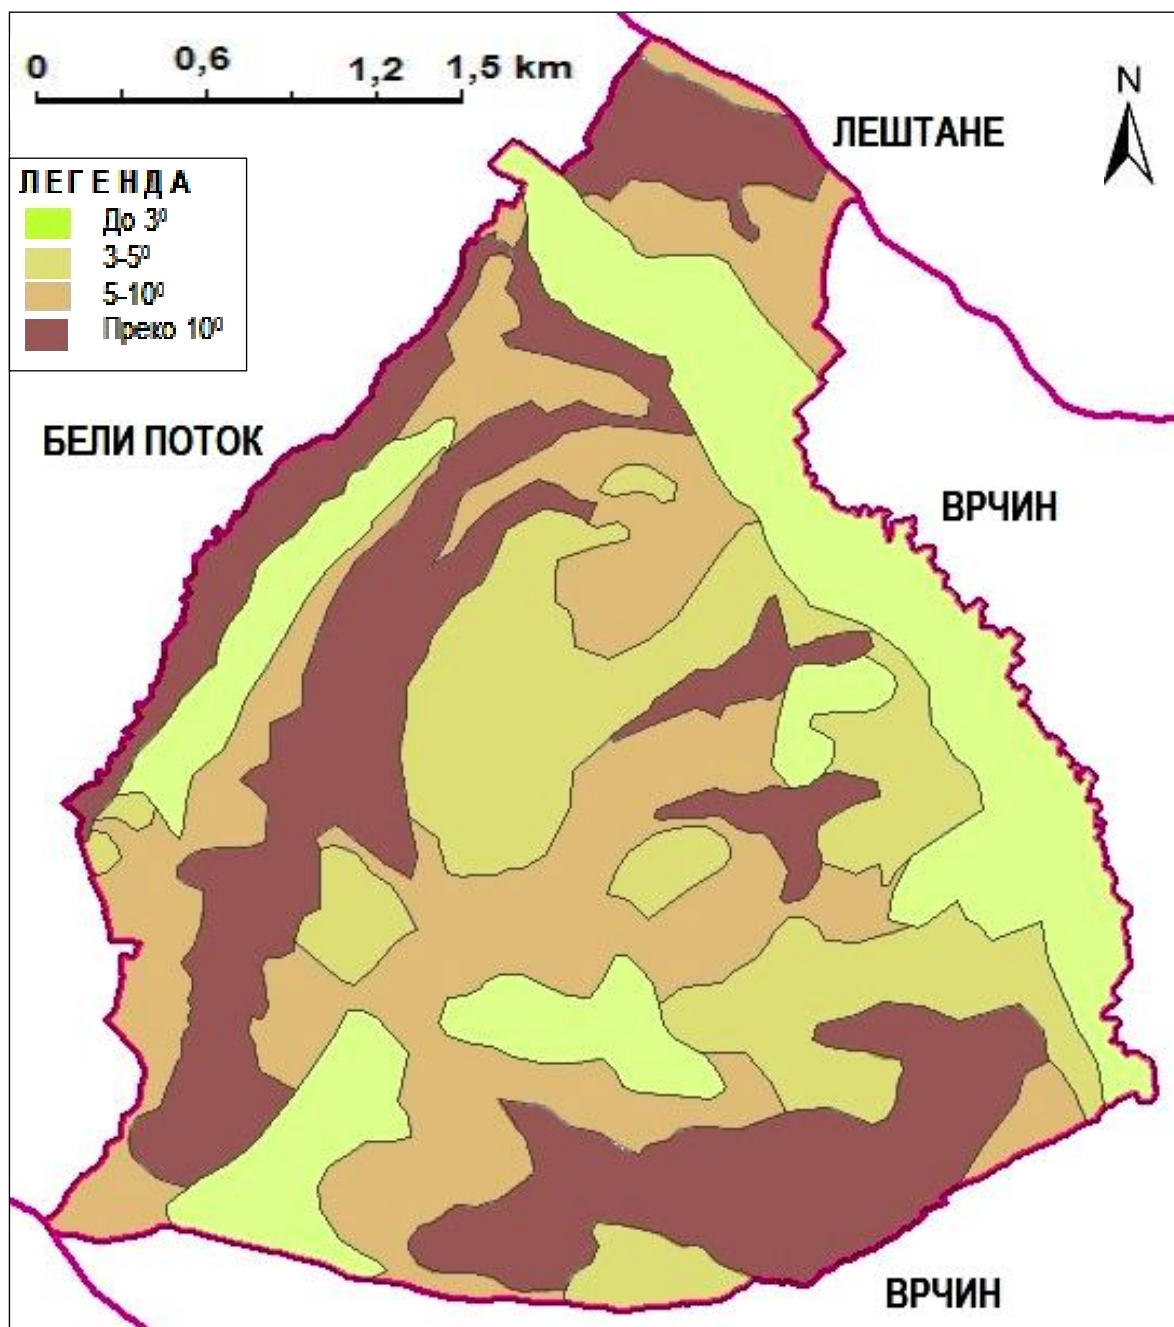 0 0,6 1,2 1,5 km
N
ЛЕШТАНЕ
ЛЕГЕНДА
До 3⁰
3-5⁰
5-10⁰
Преко 10⁰
БЕЛИ ПОТОК
ВРЧИН
ВРЧИН